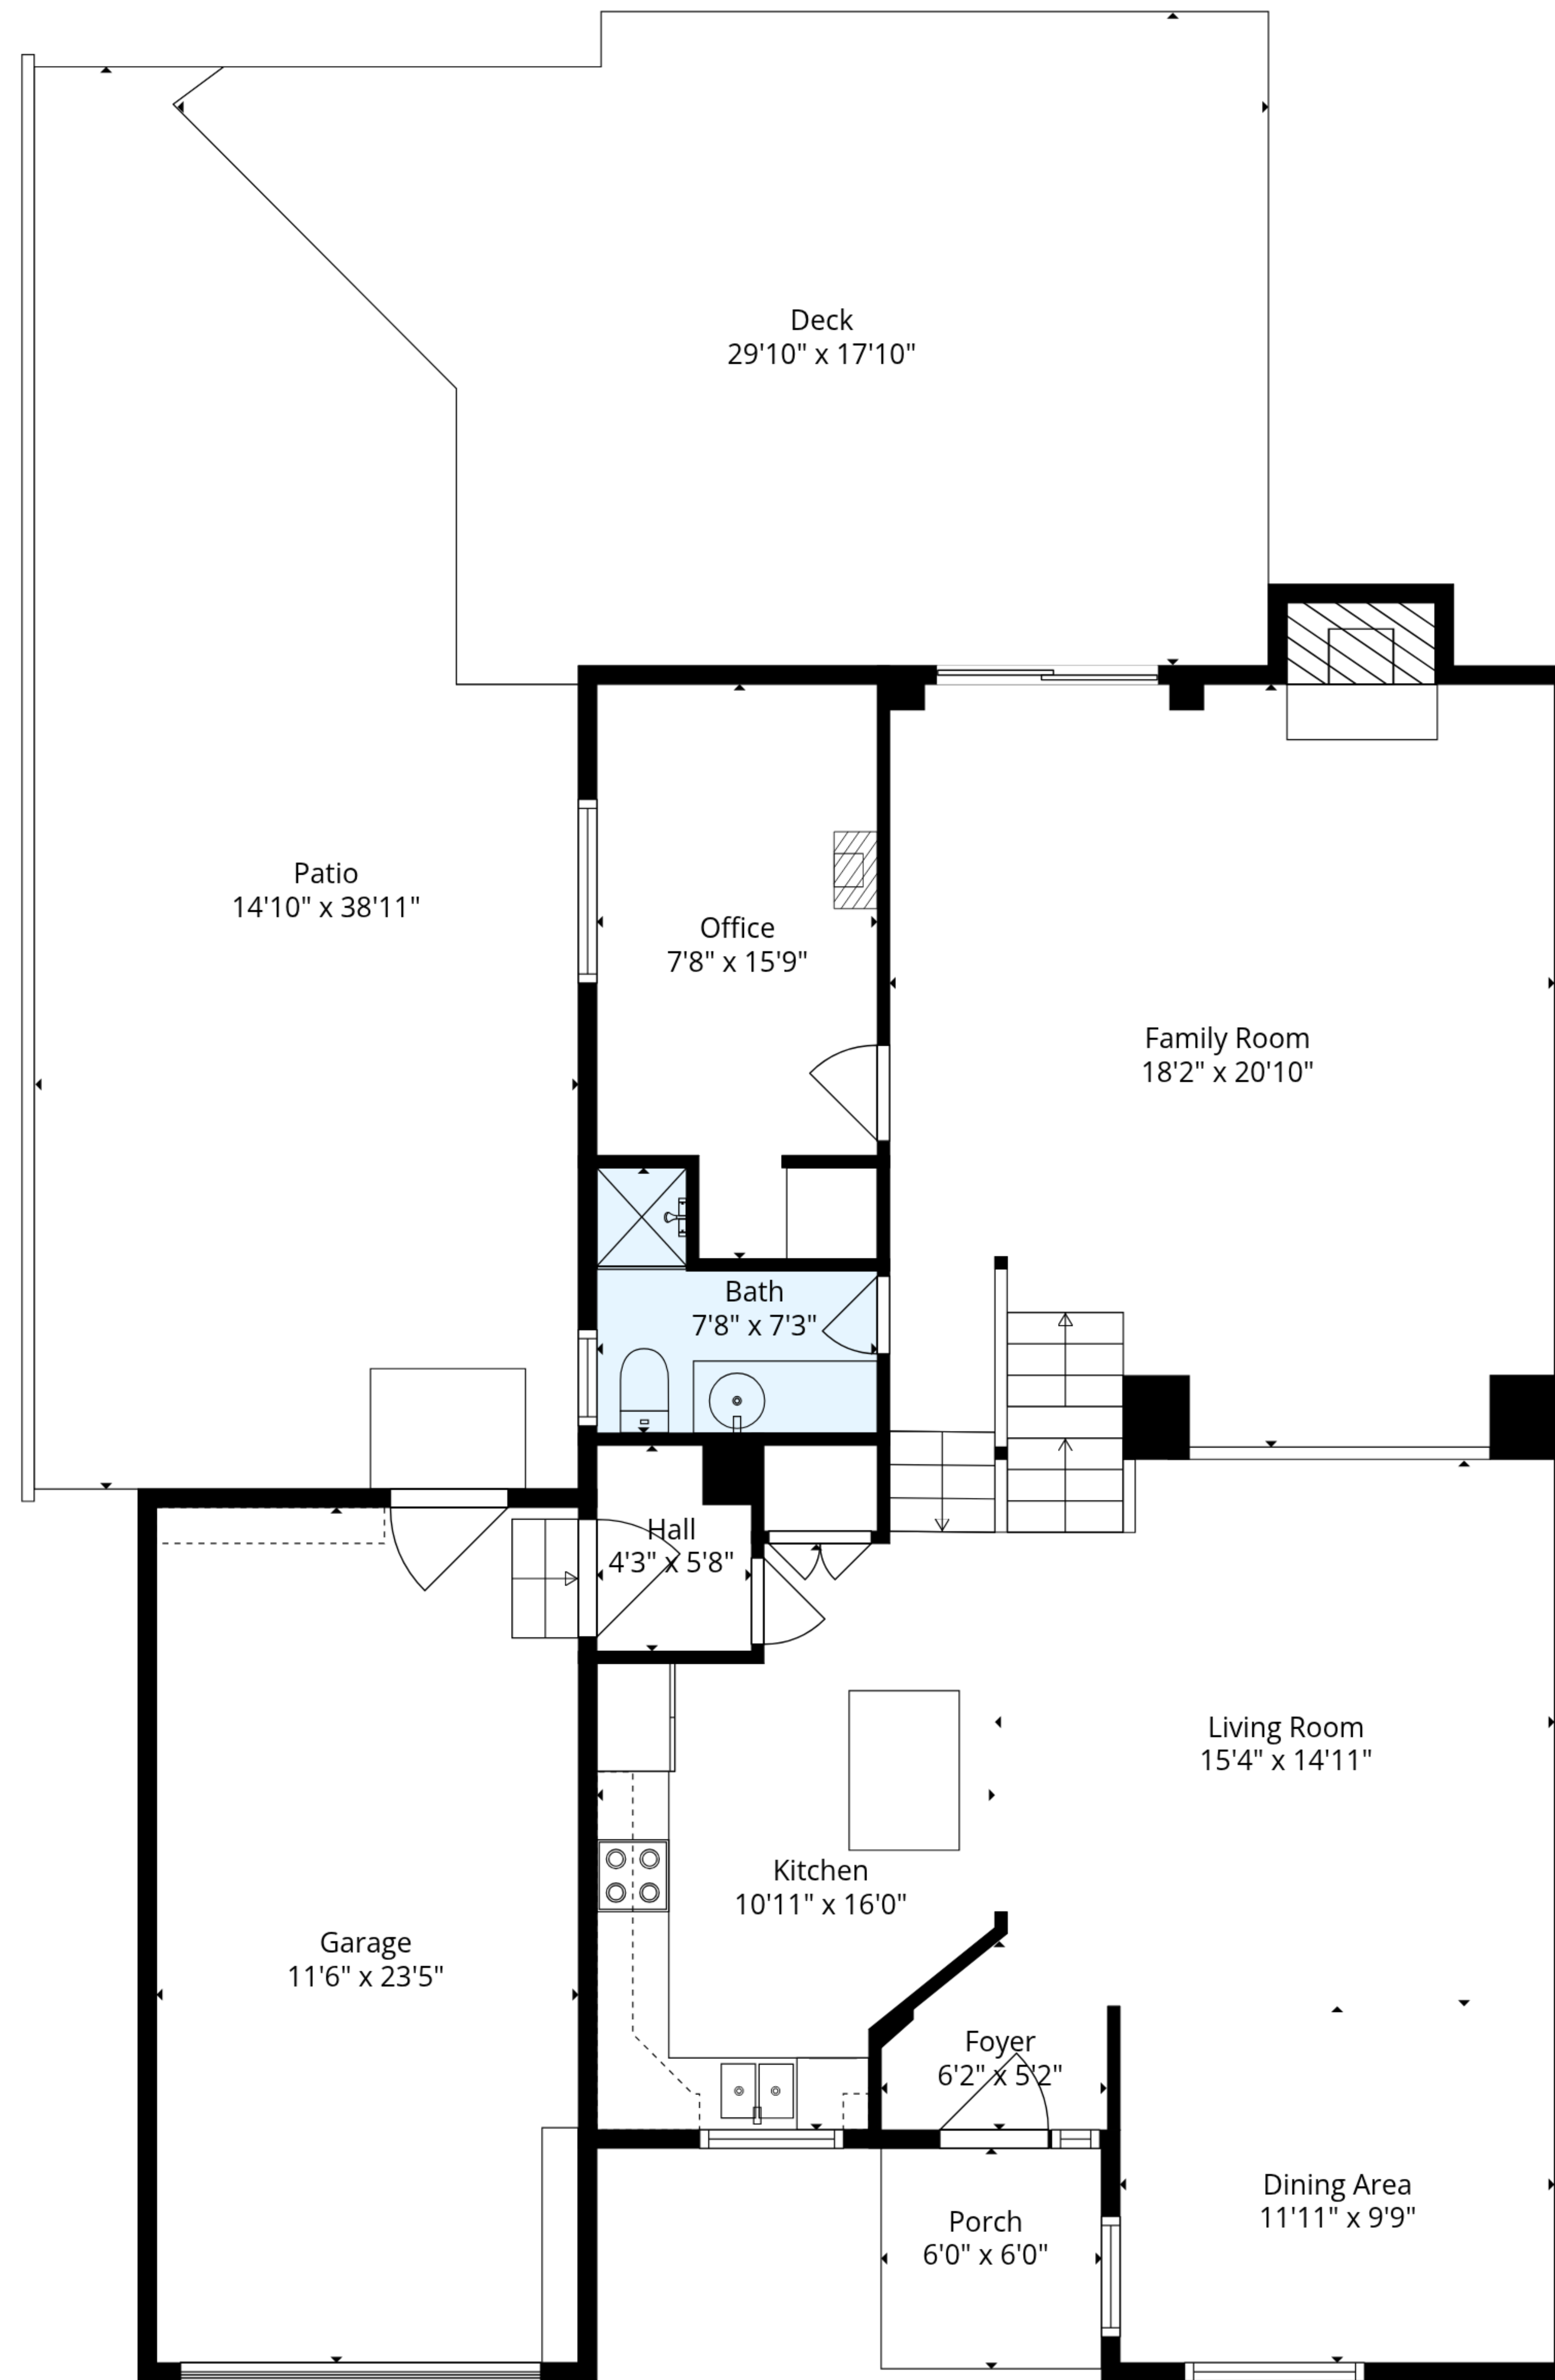 Deck
29'10" x 17'10"
Patio
14'10" x 38'11"
Office
7'8" x 15'9"
Family Room
18'2" x 20'10"
Bath
7'8" x 7'3"
Hall
4'3" x 5'8"
Living Room
15'4" x 14'11"
Kitchen
10'11" x 16'0"
Garage
11'6" x 23'5"
Foyer
6'2" x 5'2"
Dining Area
11'11" x 9'9"
Porch
6'0" x 6'0"